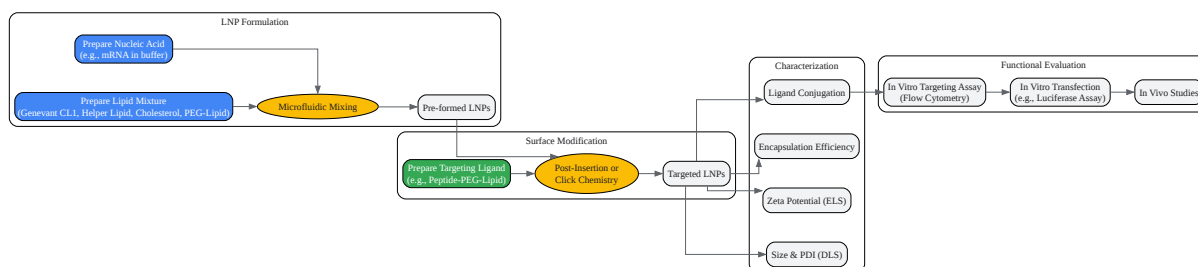 LNP Formulation
Prepare Nucleic Acid
(e.g., mRNA in buffer)
Prepare Lipid Mixture
(Genevant CL1, Helper Lipid, Cholesterol, PEG-Lipid)
Microfluidic Mixing
Pre-formed LNPs
Surface Modification
Prepare Targeting Ligand
(e.g., Peptide-PEG-Lipid)
Post-Insertion or
Click Chemistry
Targeted LNPs
Characterization
Ligand Conjugation
Encapsulation Efficiency
Zeta Potential (ELS)
Size & PDI (DLS)
Functional Evaluation
In Vitro Targeting Assay
(Flow Cytometry)
In Vitro Transfection
(e.g., Luciferase Assay)
In Vivo Studies